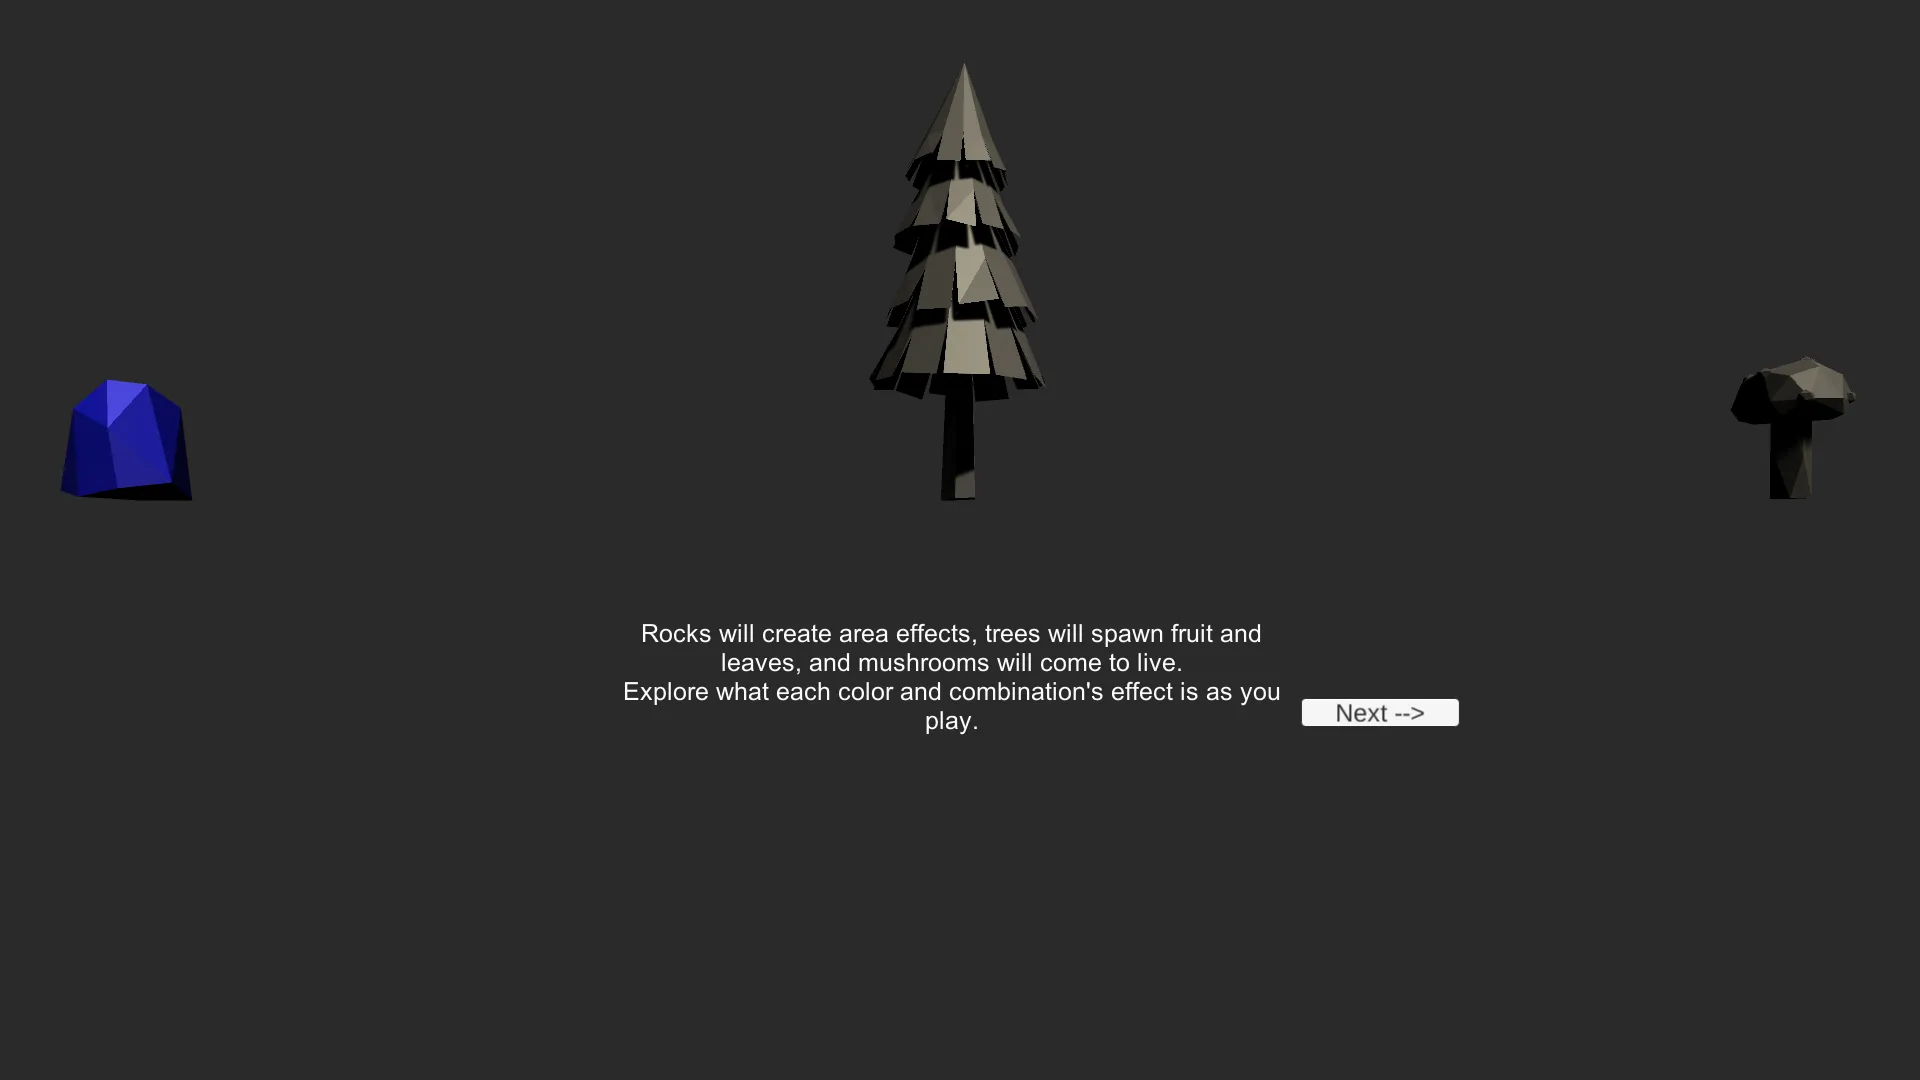 Rocks will create area effects, trees will spawn fruit and
leaves, and mushrooms will come to live.
Explore what each color and combination's effect is as you
play.
Next -->